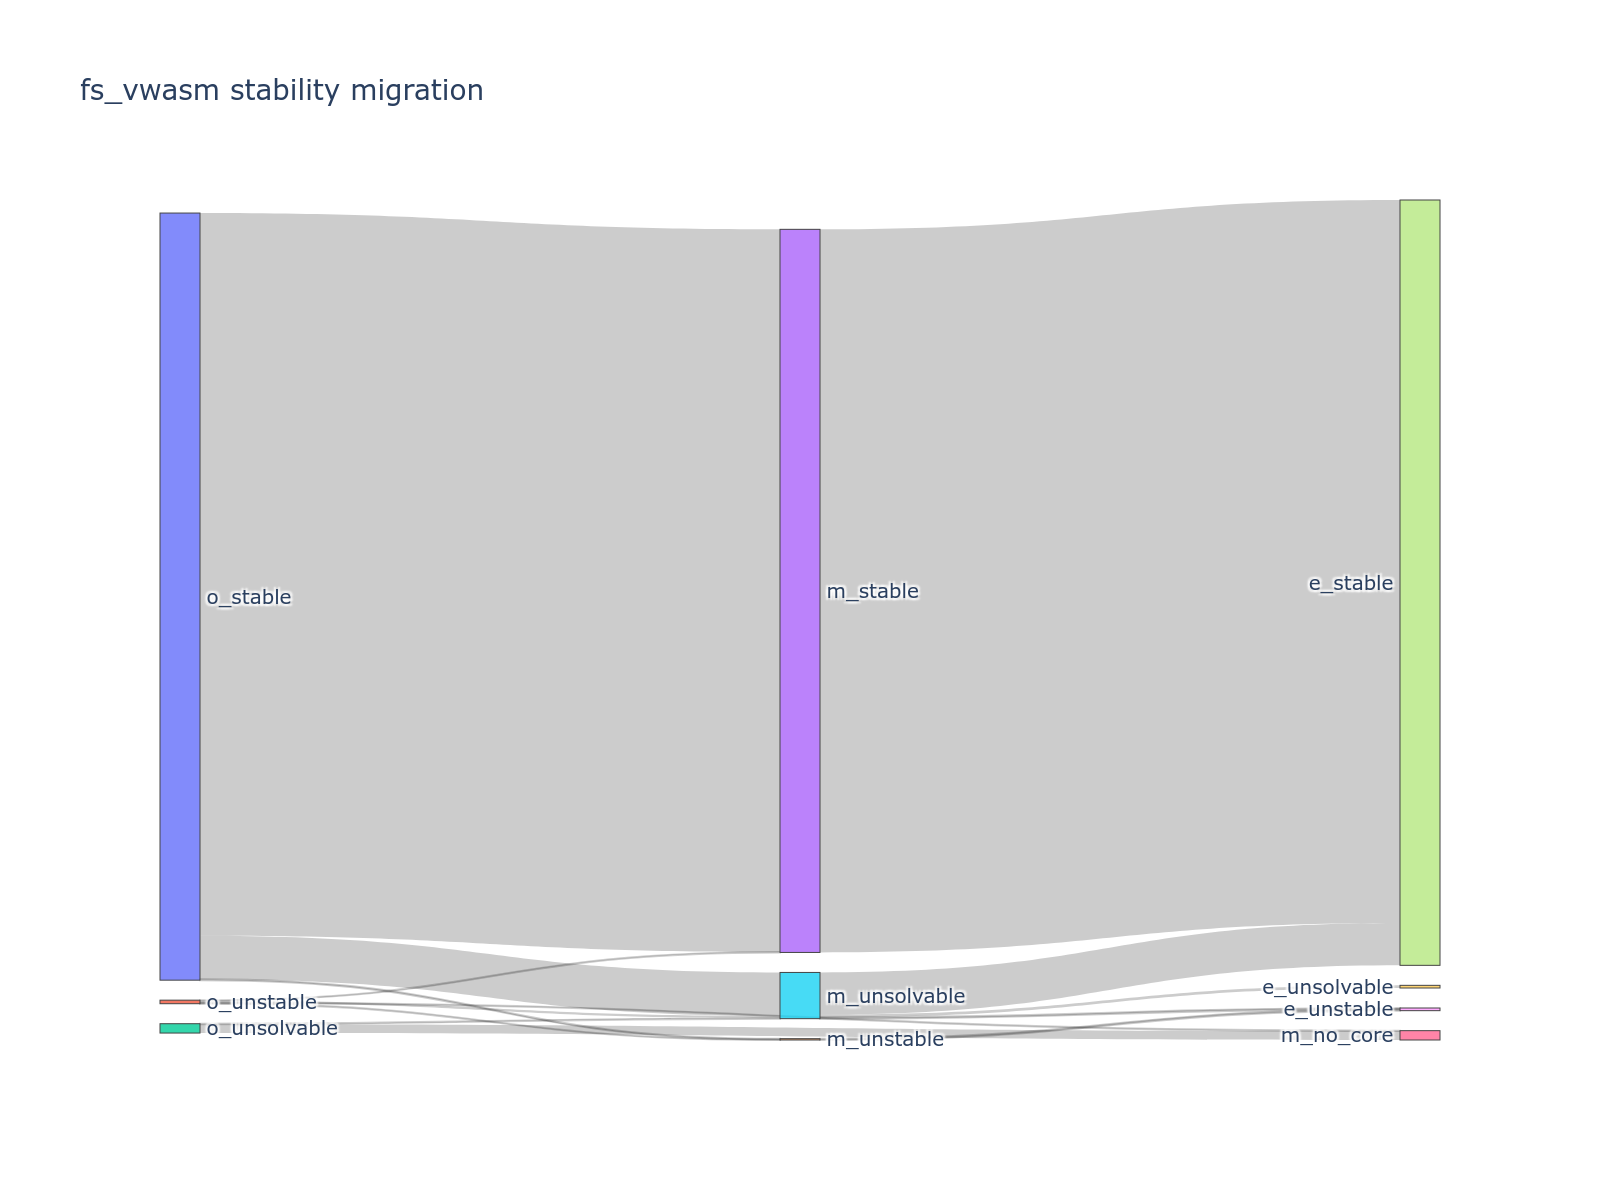 fs_vwasm stability migration
o_stable
m_stable
e_stable
o_unstable
m_unsolvable
e_unsolvable
e_unstable
o_unsolvable
m_unstable
m_no_core